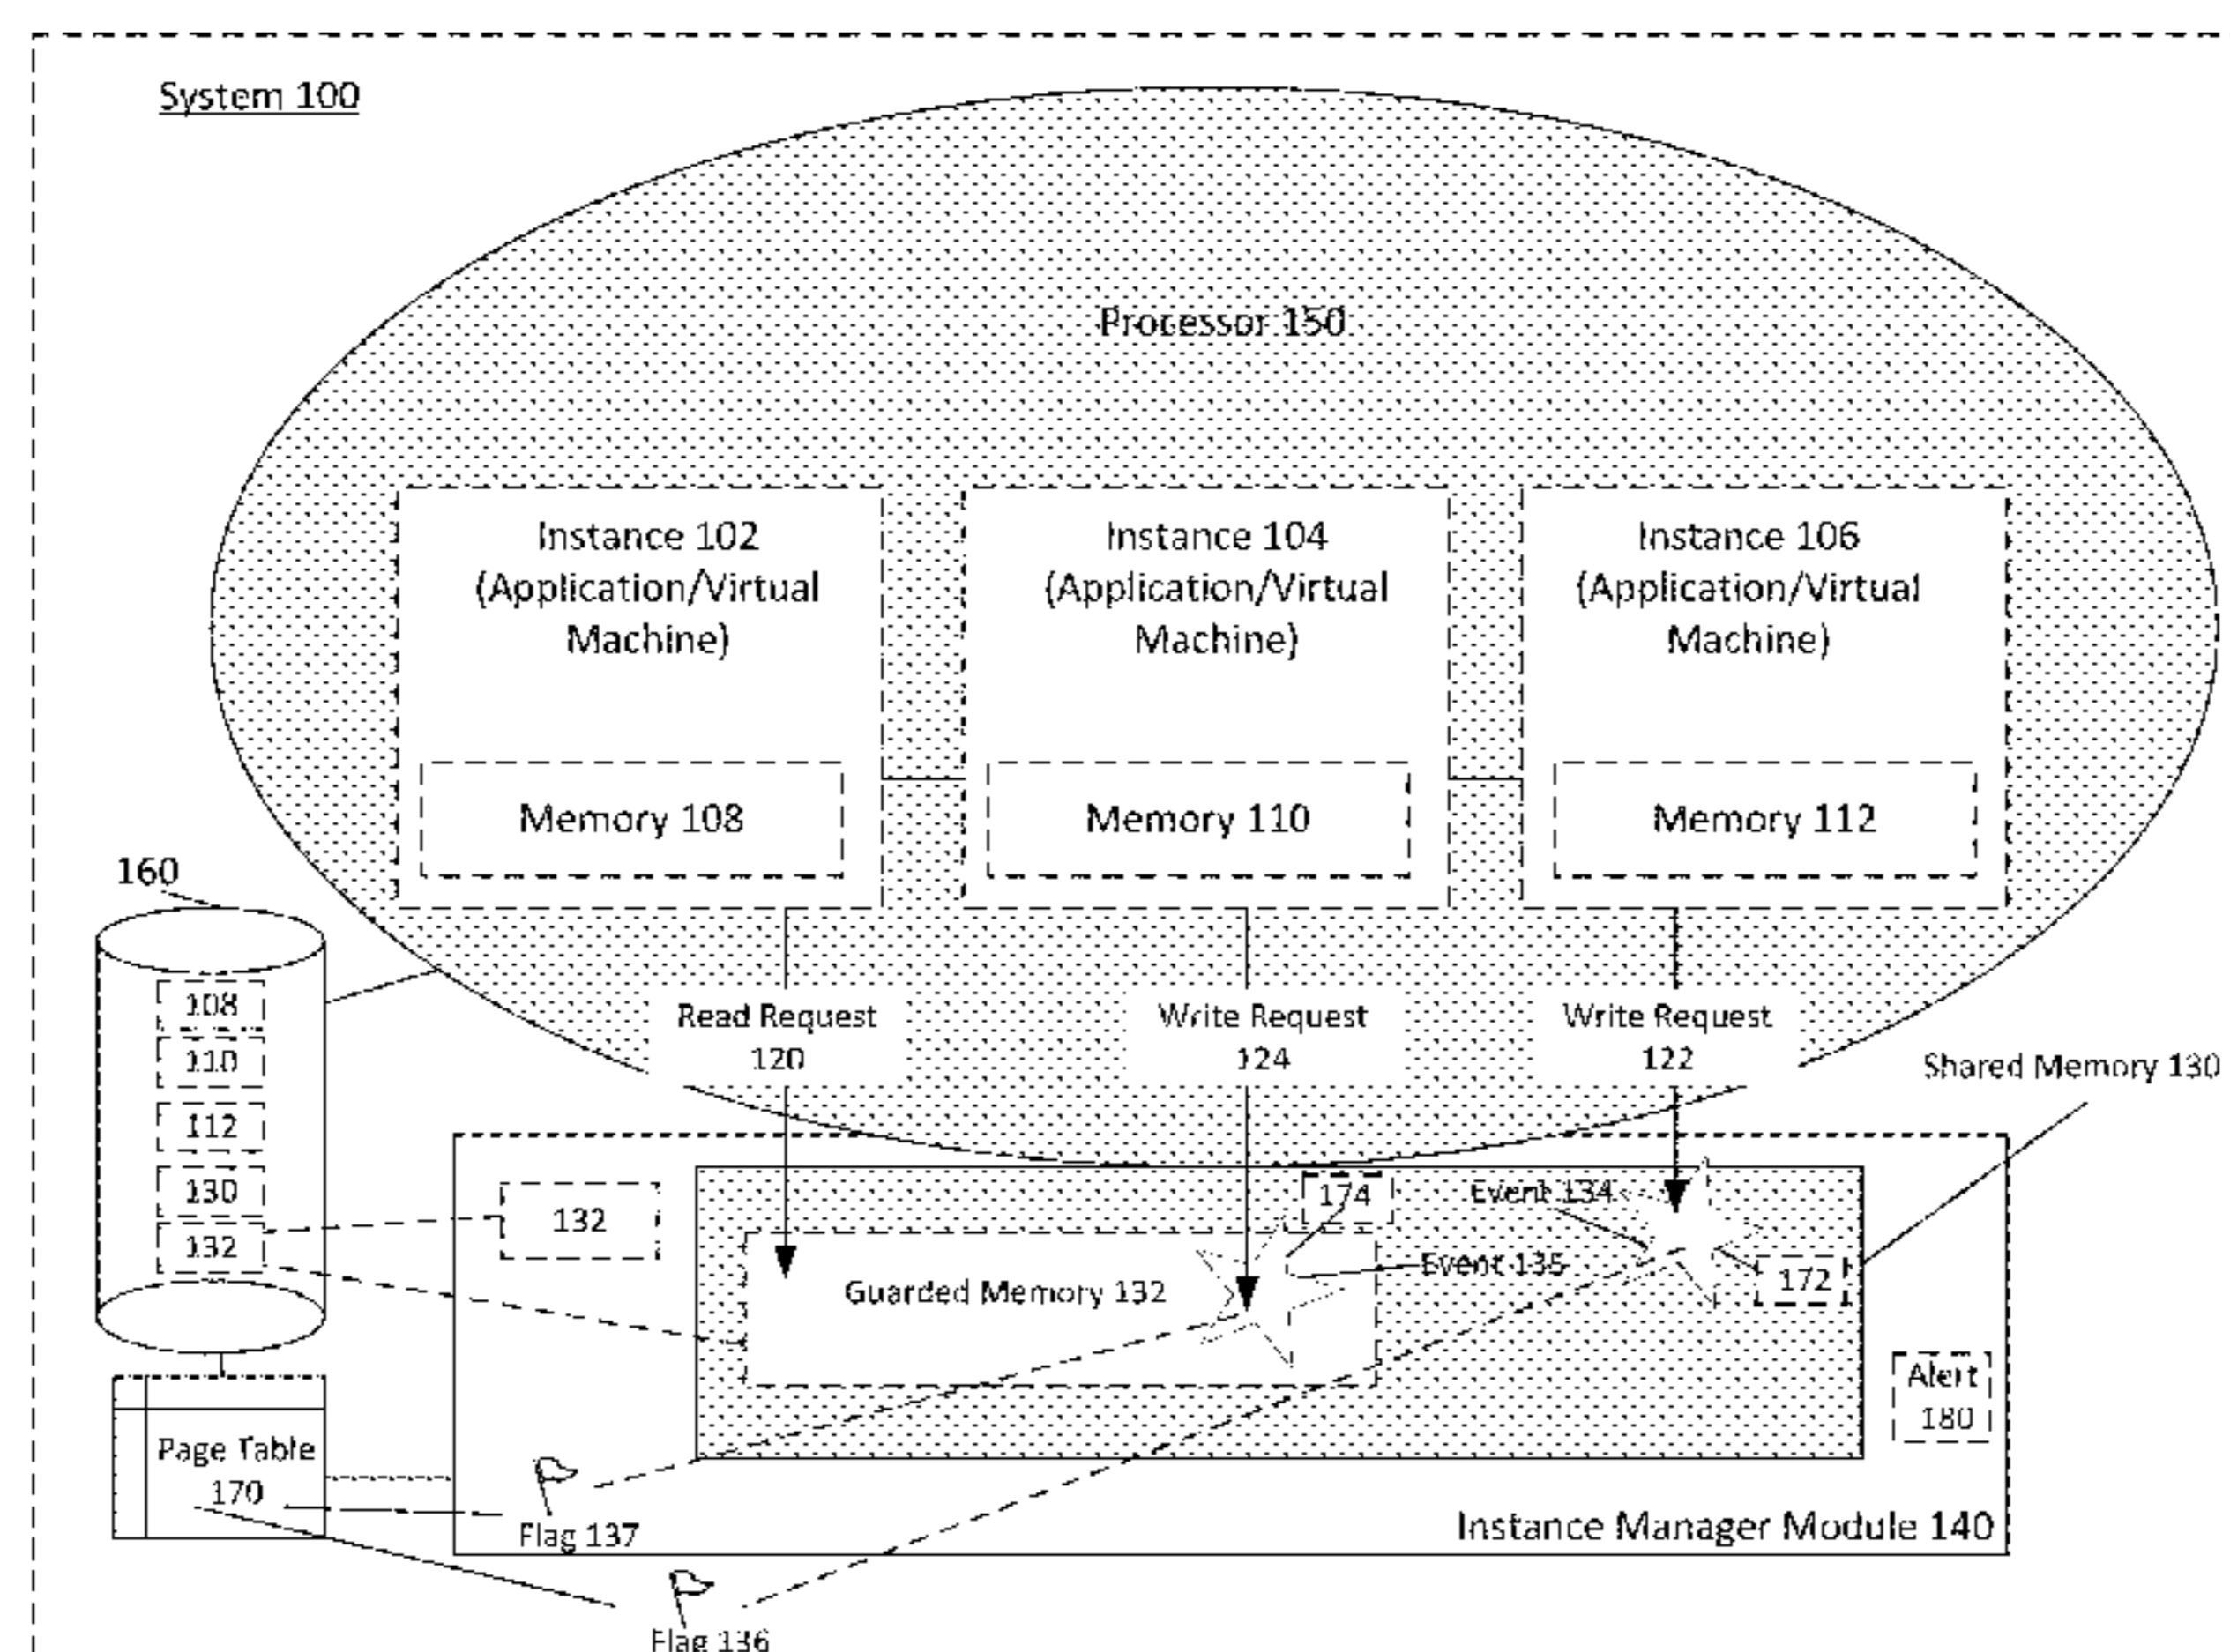 System 100
Processor 150
Instance 102
(Application/Virtual
Machine)
Instance 104
(Application/Virtual
Machine)
Instance 106
(Application/Virtual
Machine)
Memory 108
Memory 110
Memory 112
160
108
110
112
130
132
Read Request
120
Write Request
124
Write Request
122
Shared Memory 130
132
174
Event 134
Guarded Memory 132
Event 135
172
Alert
180
Page Table
170
Flag 137
Instance Manager Module 140
Flag 136